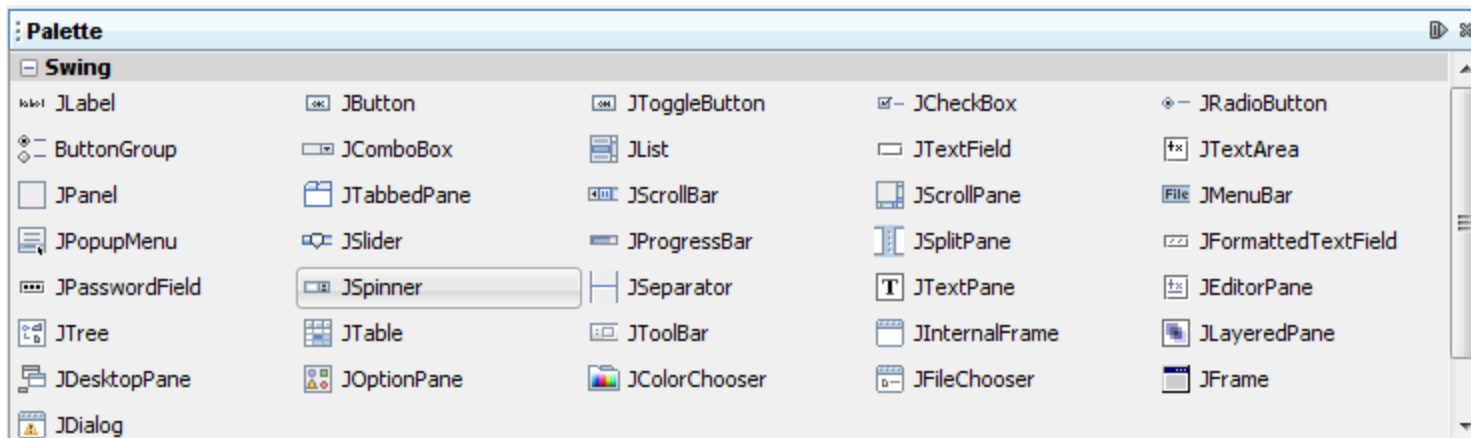 Palette
Swing
label JLabel JButton JToggleButton JCheckBox JRadioButton
ButtonGroup JComboBox JList JTextField JTextArea
JPanel JTabbedPane JScrollBar JScrollPane File JMenuBar
JPopupMenu JSlider JProgressBar JSplitPane JFormattedTextField
JPasswordField JSpinner JSeparator T JTextPane JEditorPane
JTree JTable JToolBar JInternalFrame JLayeredPane
JDesktopPane JOptionPane JColorChooser JFileChooser JFrame
JDialog